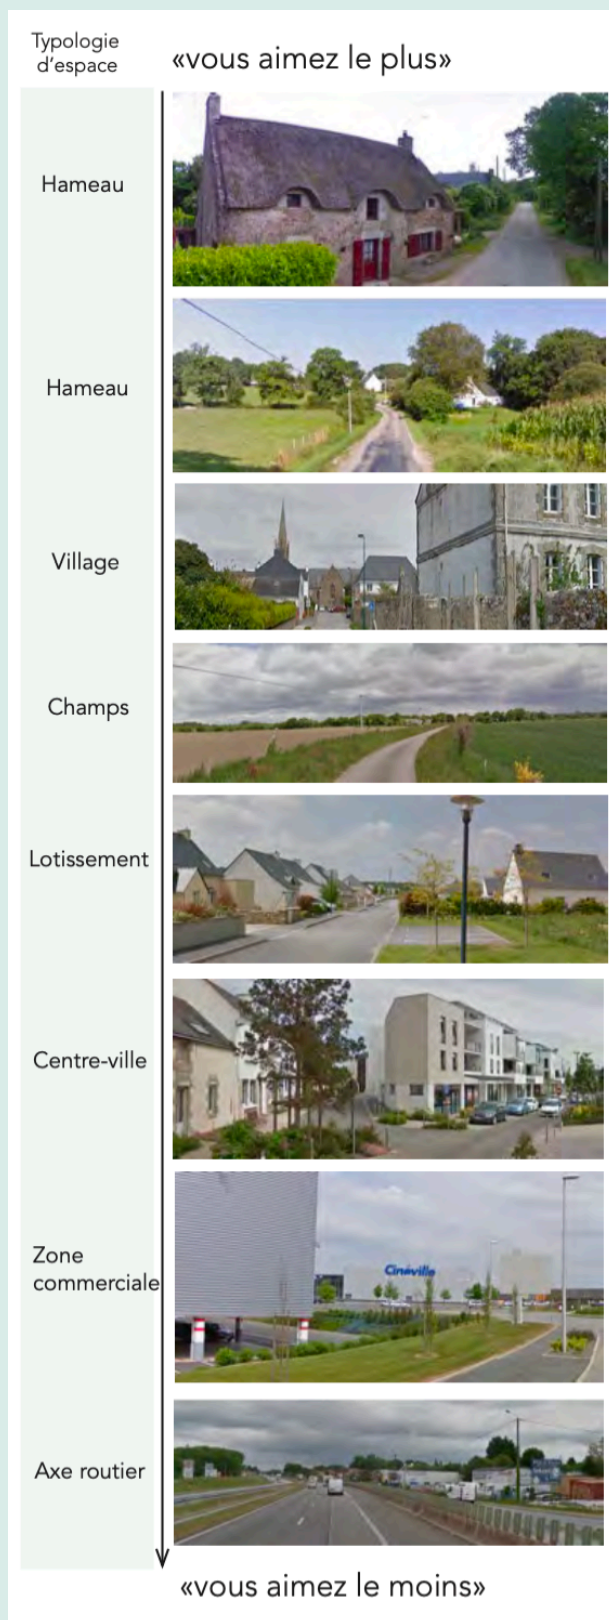 Typologie
d'espace
«vous aimez le plus»
Hameau
Hameau
Village
Champs
Lotissement
Centre-ville
Zone
commerciale
Cinéville
Axe routier
«vous aimez le moins»